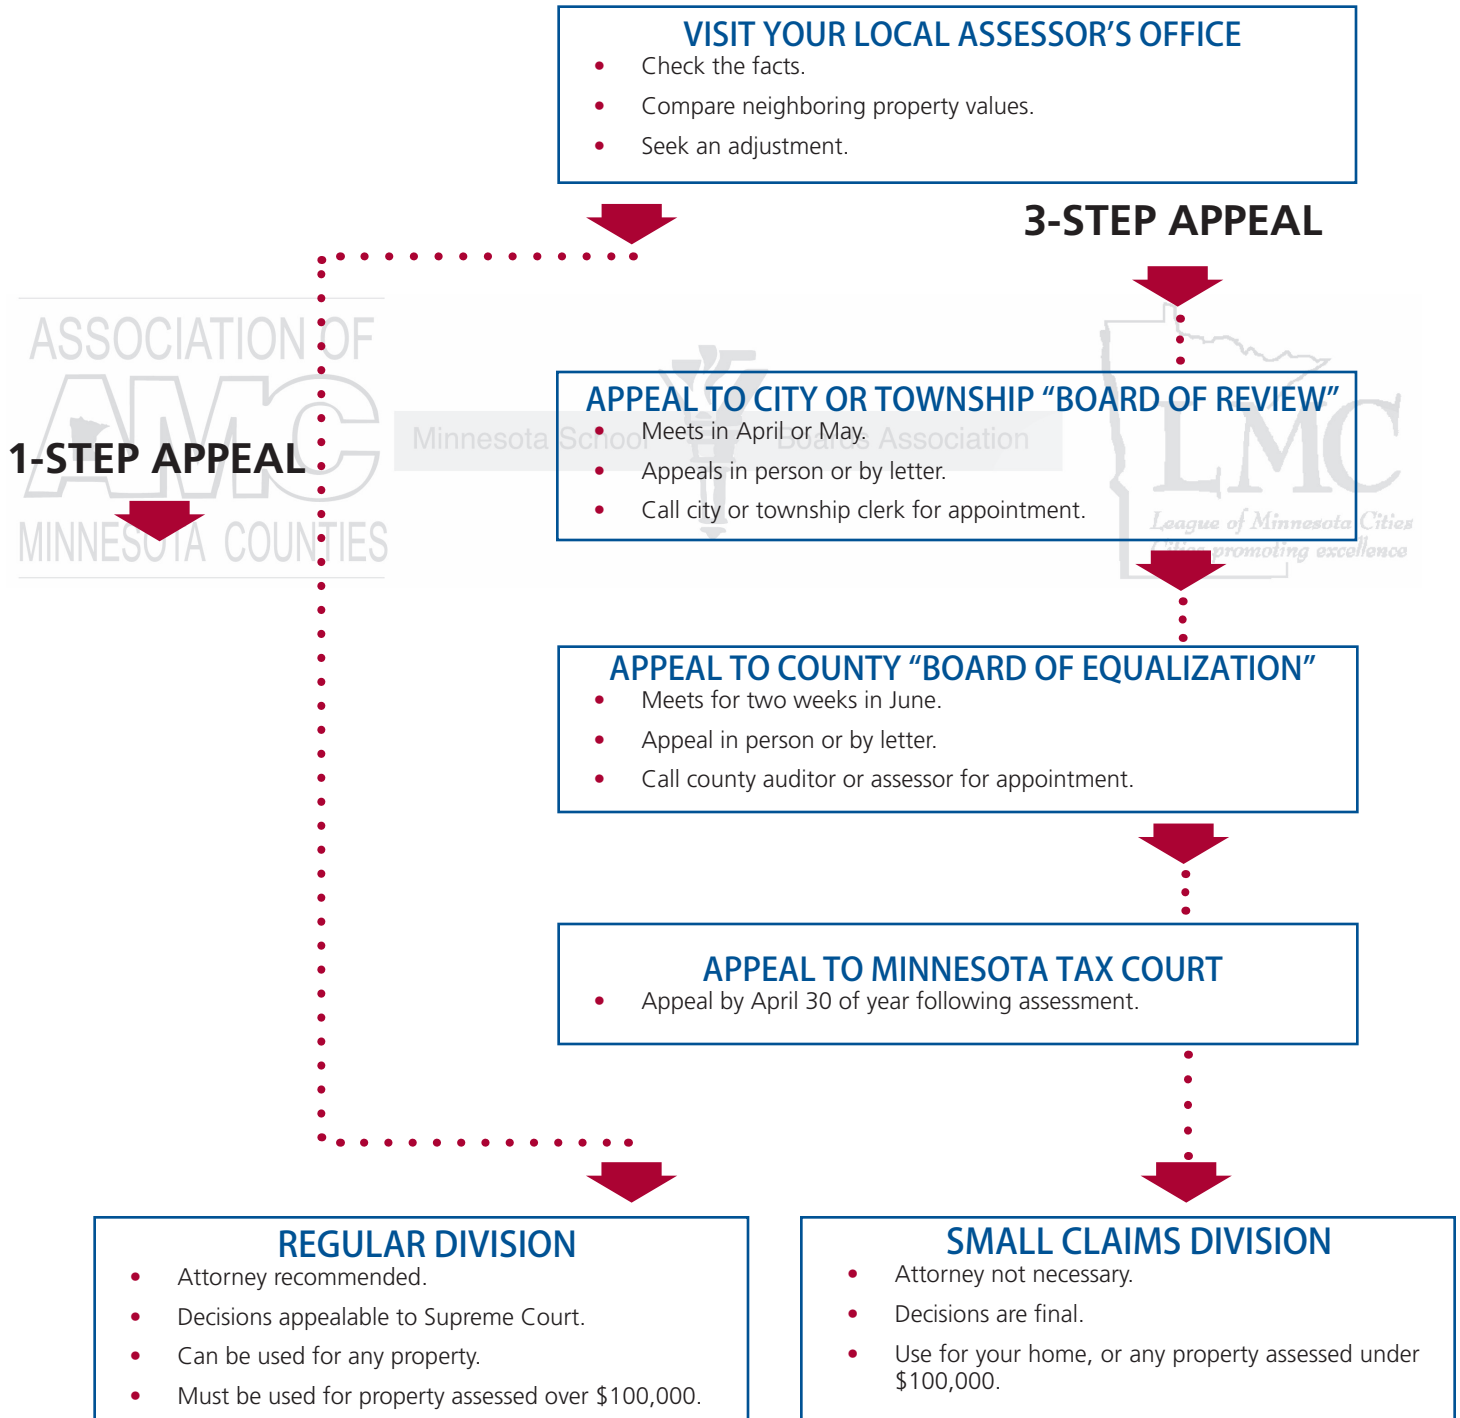 VISIT YOUR LOCAL ASSESSOR’S OFFICE
• Check the facts.
• Compare neighboring property values.
• Seek an adjustment.
3-STEP APPEAL
ASSOCIATION OF
AMC
MINNESOTA COUNTIES
1-STEP APPEAL
Minnesota School Boards Association
LMC
League of Minnesota Cities
Cities promoting excellence
APPEAL TO CITY OR TOWNSHIP “BOARD OF REVIEW”
• Meets in April or May.
• Appeals in person or by letter.
• Call city or township clerk for appointment.
APPEAL TO COUNTY “BOARD OF EQUALIZATION”
• Meets for two weeks in June.
• Appeal in person or by letter.
• Call county auditor or assessor for appointment.
APPEAL TO MINNESOTA TAX COURT
• Appeal by April 30 of year following assessment.
REGULAR DIVISION
• Attorney recommended.
• Decisions appealable to Supreme Court.
• Can be used for any property.
• Must be used for property assessed over $100,000.
SMALL CLAIMS DIVISION
• Attorney not necessary.
• Decisions are final.
• Use for your home, or any property assessed under
$100,000.